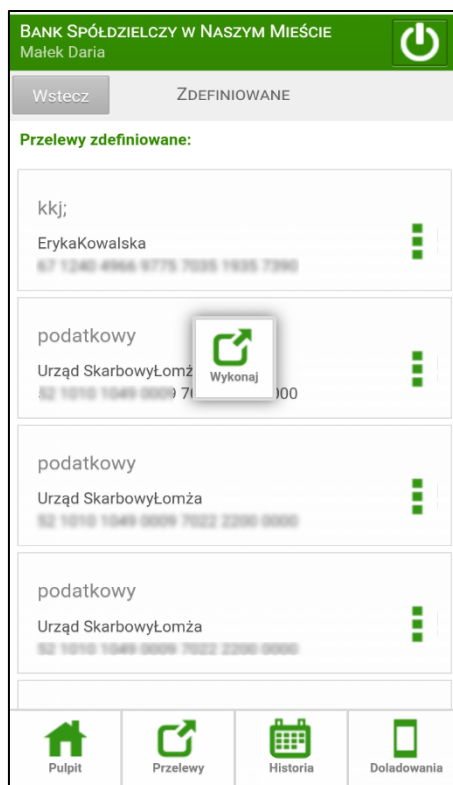 BANK SPÓŁDZIELCZY W NASZYM MIEŚCIE
Małek Daria
Wstecz
ZDEFINIOWANE
Przelewy zdefiniowane:
kkj;
ErykaKowalska
podatkowy
Urząd SkarbowyŁomż
Wykonaj
podatkowy
Urząd SkarbowyŁomża
podatkowy
Urząd SkarbowyŁomża
Pulpit
Przelewy
Historia
Doladowania